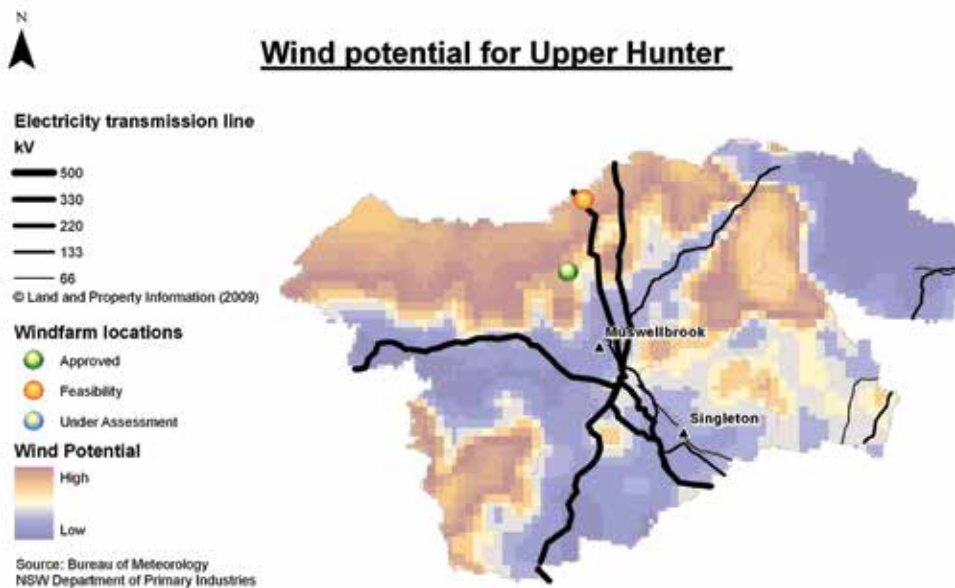 N
Wind potential for Upper Hunter
Electricity transmission line
kV
500
330
220
133
66
© Land and Property Information (2009)
Windfarm locations
Approved
Feasibility
Under Assessment
Wind Potential
High
Low
Source: Bureau of Meteorology
NSW Department of Primary Industries
Muswellbrook
Singleton